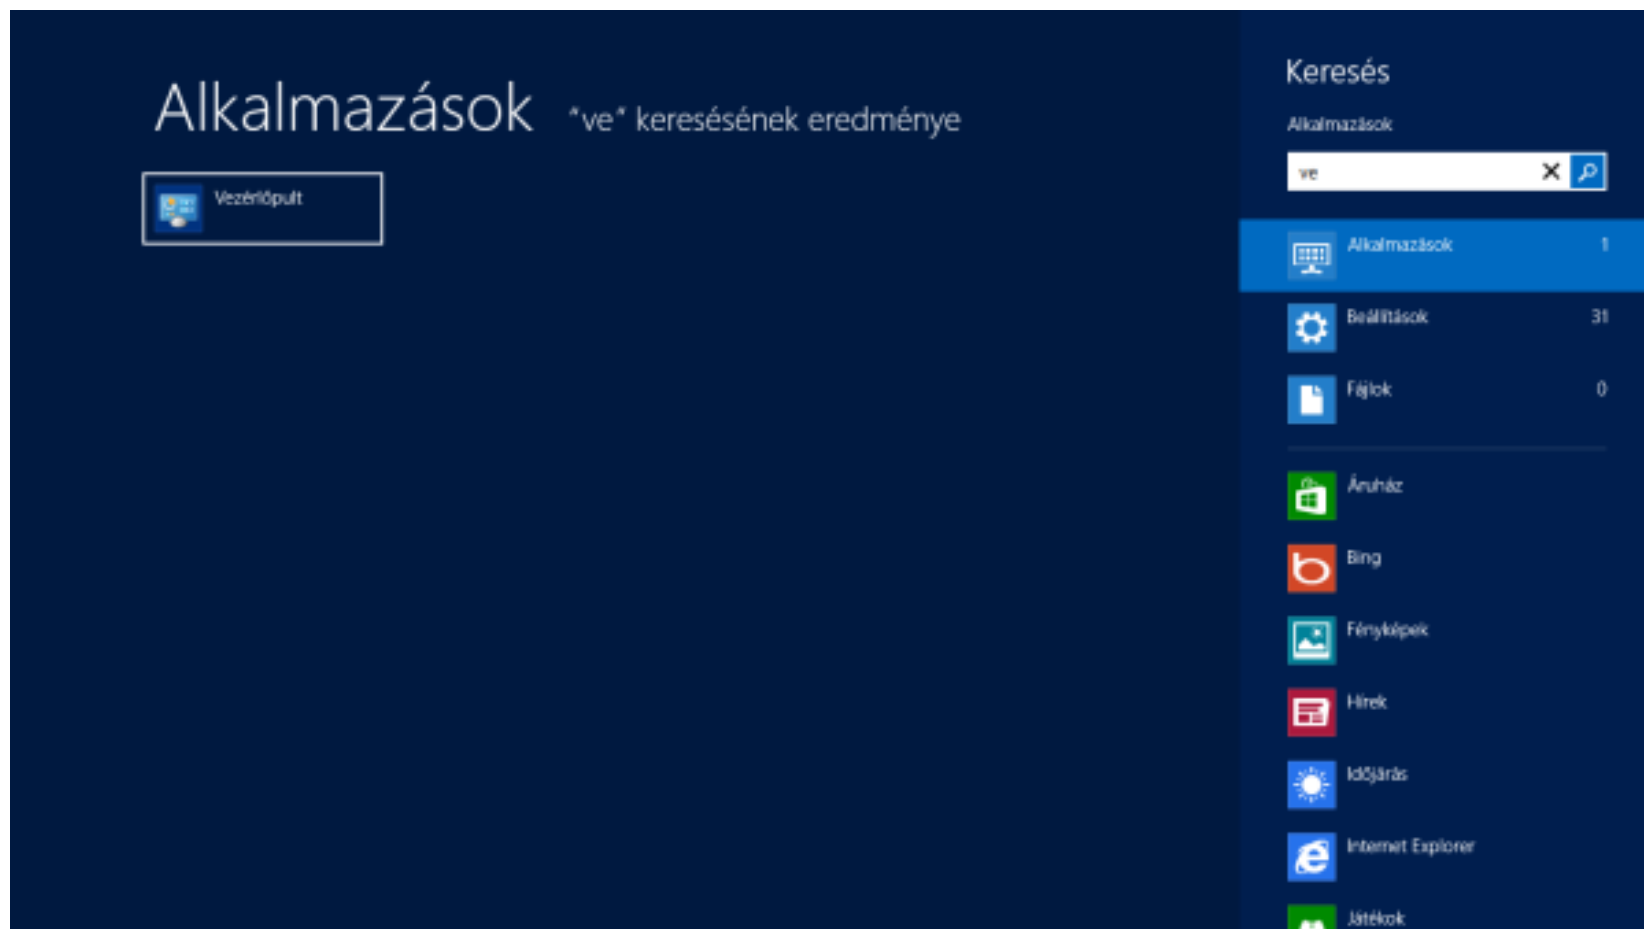 Alkalmazások "ve" keresésének eredménye
Vezérlőpult
Keresés
Alkalmazások
ve
Alkalmazások 1
Beállítások 31
Fájlok 0
Áruház
Bing
Fényképek
Hírek
Időjárás
Internet Explorer
Játékok